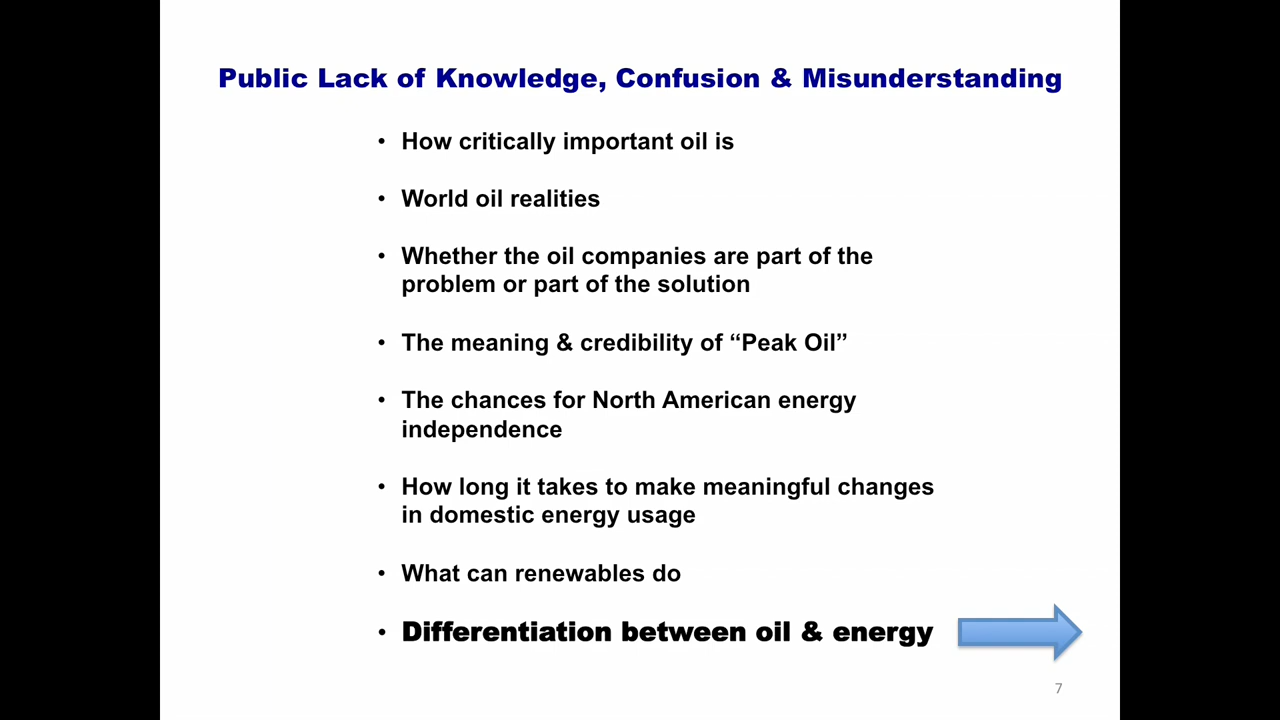 Public Lack of Knowledge, Confusion & Misunderstanding
• How critically important oil is
• World oil realities
• Whether the oil companies are part of the
problem or part of the solution
• The meaning & credibility of “Peak Oil”
• The chances for North American energy
independence
• How long it takes to make meaningful changes
in domestic energy usage
• What can renewables do
• Differentiation between oil & energy
7